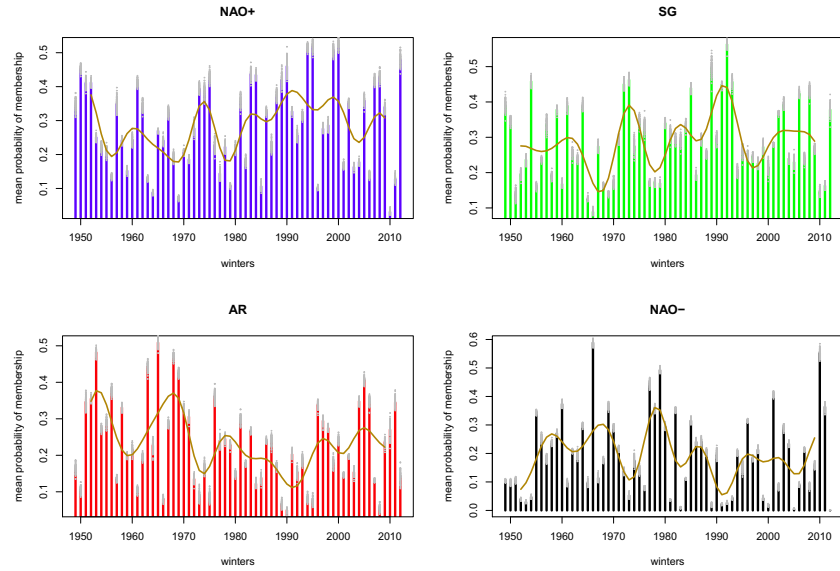 NAO+
mean probability of membership
0.1 0.2 0.3 0.4 0.5
1950 1960 1970 1980 1990 2000 2010
winters
SG
mean probability of membership
0.1 0.2 0.3 0.4 0.5
1950 1960 1970 1980 1990 2000 2010
winters
AR
mean probability of membership
0.1 0.2 0.3 0.4 0.5
1950 1960 1970 1980 1990 2000 2010
winters
NAO−
mean probability of membership
0.0 0.1 0.2 0.3 0.4 0.5 0.6
1950 1960 1970 1980 1990 2000 2010
winters